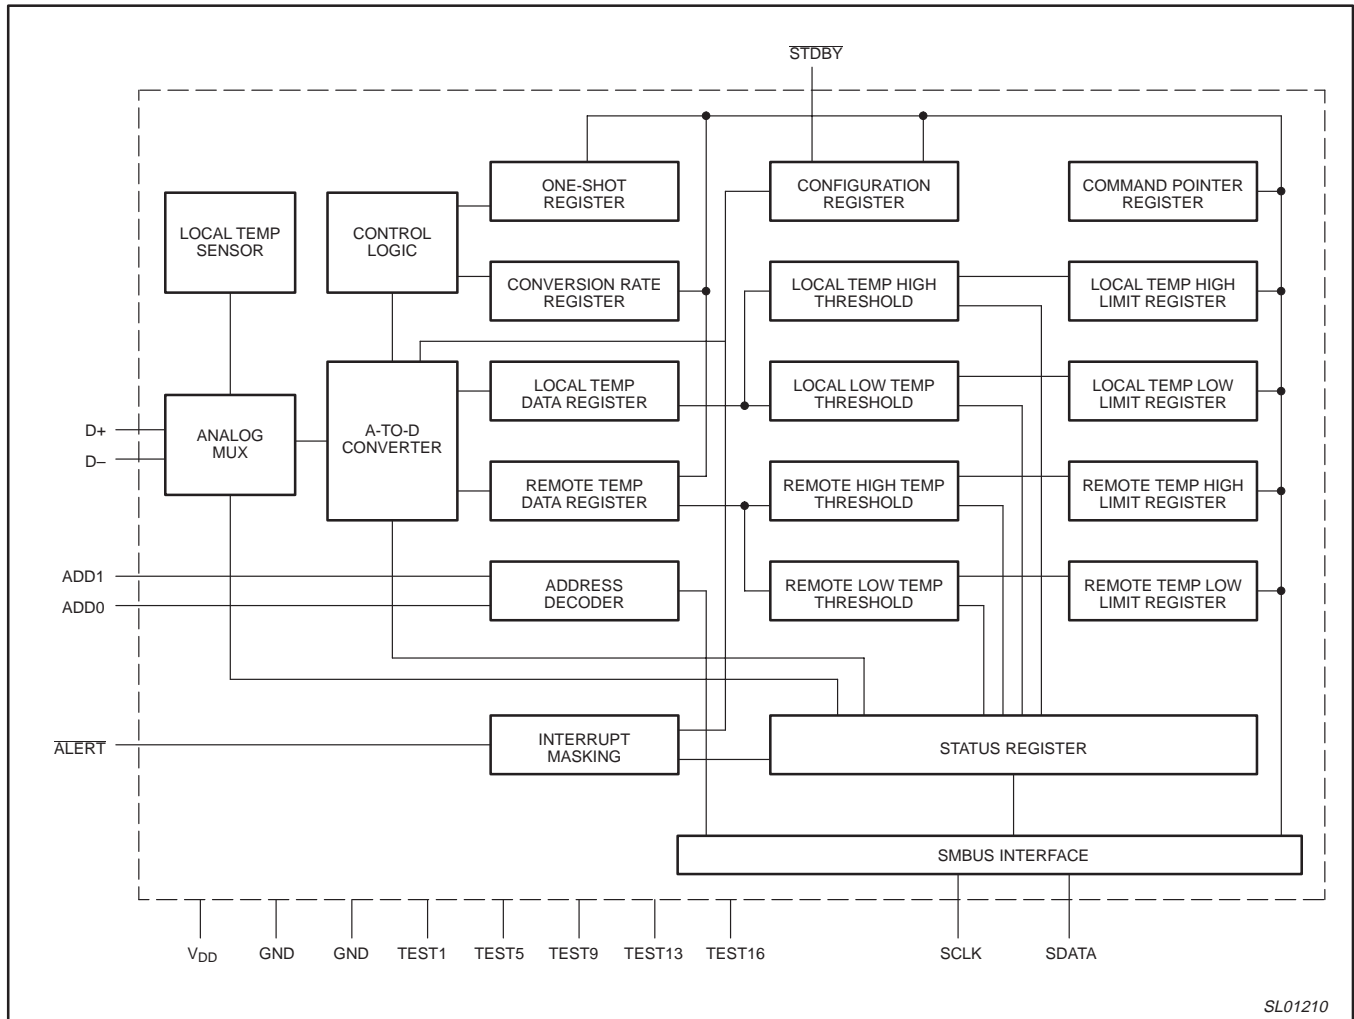 STDBY
ONE-SHOT
REGISTER
CONFIGURATION
REGISTER
COMMAND POINTER
REGISTER
LOCAL TEMP
SENSOR
CONTROL
LOGIC
CONVERSION RATE
REGISTER
LOCAL TEMP HIGH
THRESHOLD
LOCAL TEMP HIGH
LIMIT REGISTER
LOCAL TEMP
DATA REGISTER
LOCAL LOW TEMP
THRESHOLD
LOCAL TEMP LOW
LIMIT REGISTER
D+
D–
ANALOG
MUX
A-TO-D
CONVERTER
REMOTE TEMP
DATA REGISTER
REMOTE HIGH TEMP
THRESHOLD
REMOTE TEMP HIGH
LIMIT REGISTER
ADD1
ADD0
ADDRESS
DECODER
REMOTE LOW TEMP
THRESHOLD
REMOTE TEMP LOW
LIMIT REGISTER
ALERT
INTERRUPT
MASKING
STATUS REGISTER
SMBUS INTERFACE
VDD GND GND TEST1 TEST5 TEST9 TEST13 TEST16 SCLK SDATA
SL01210